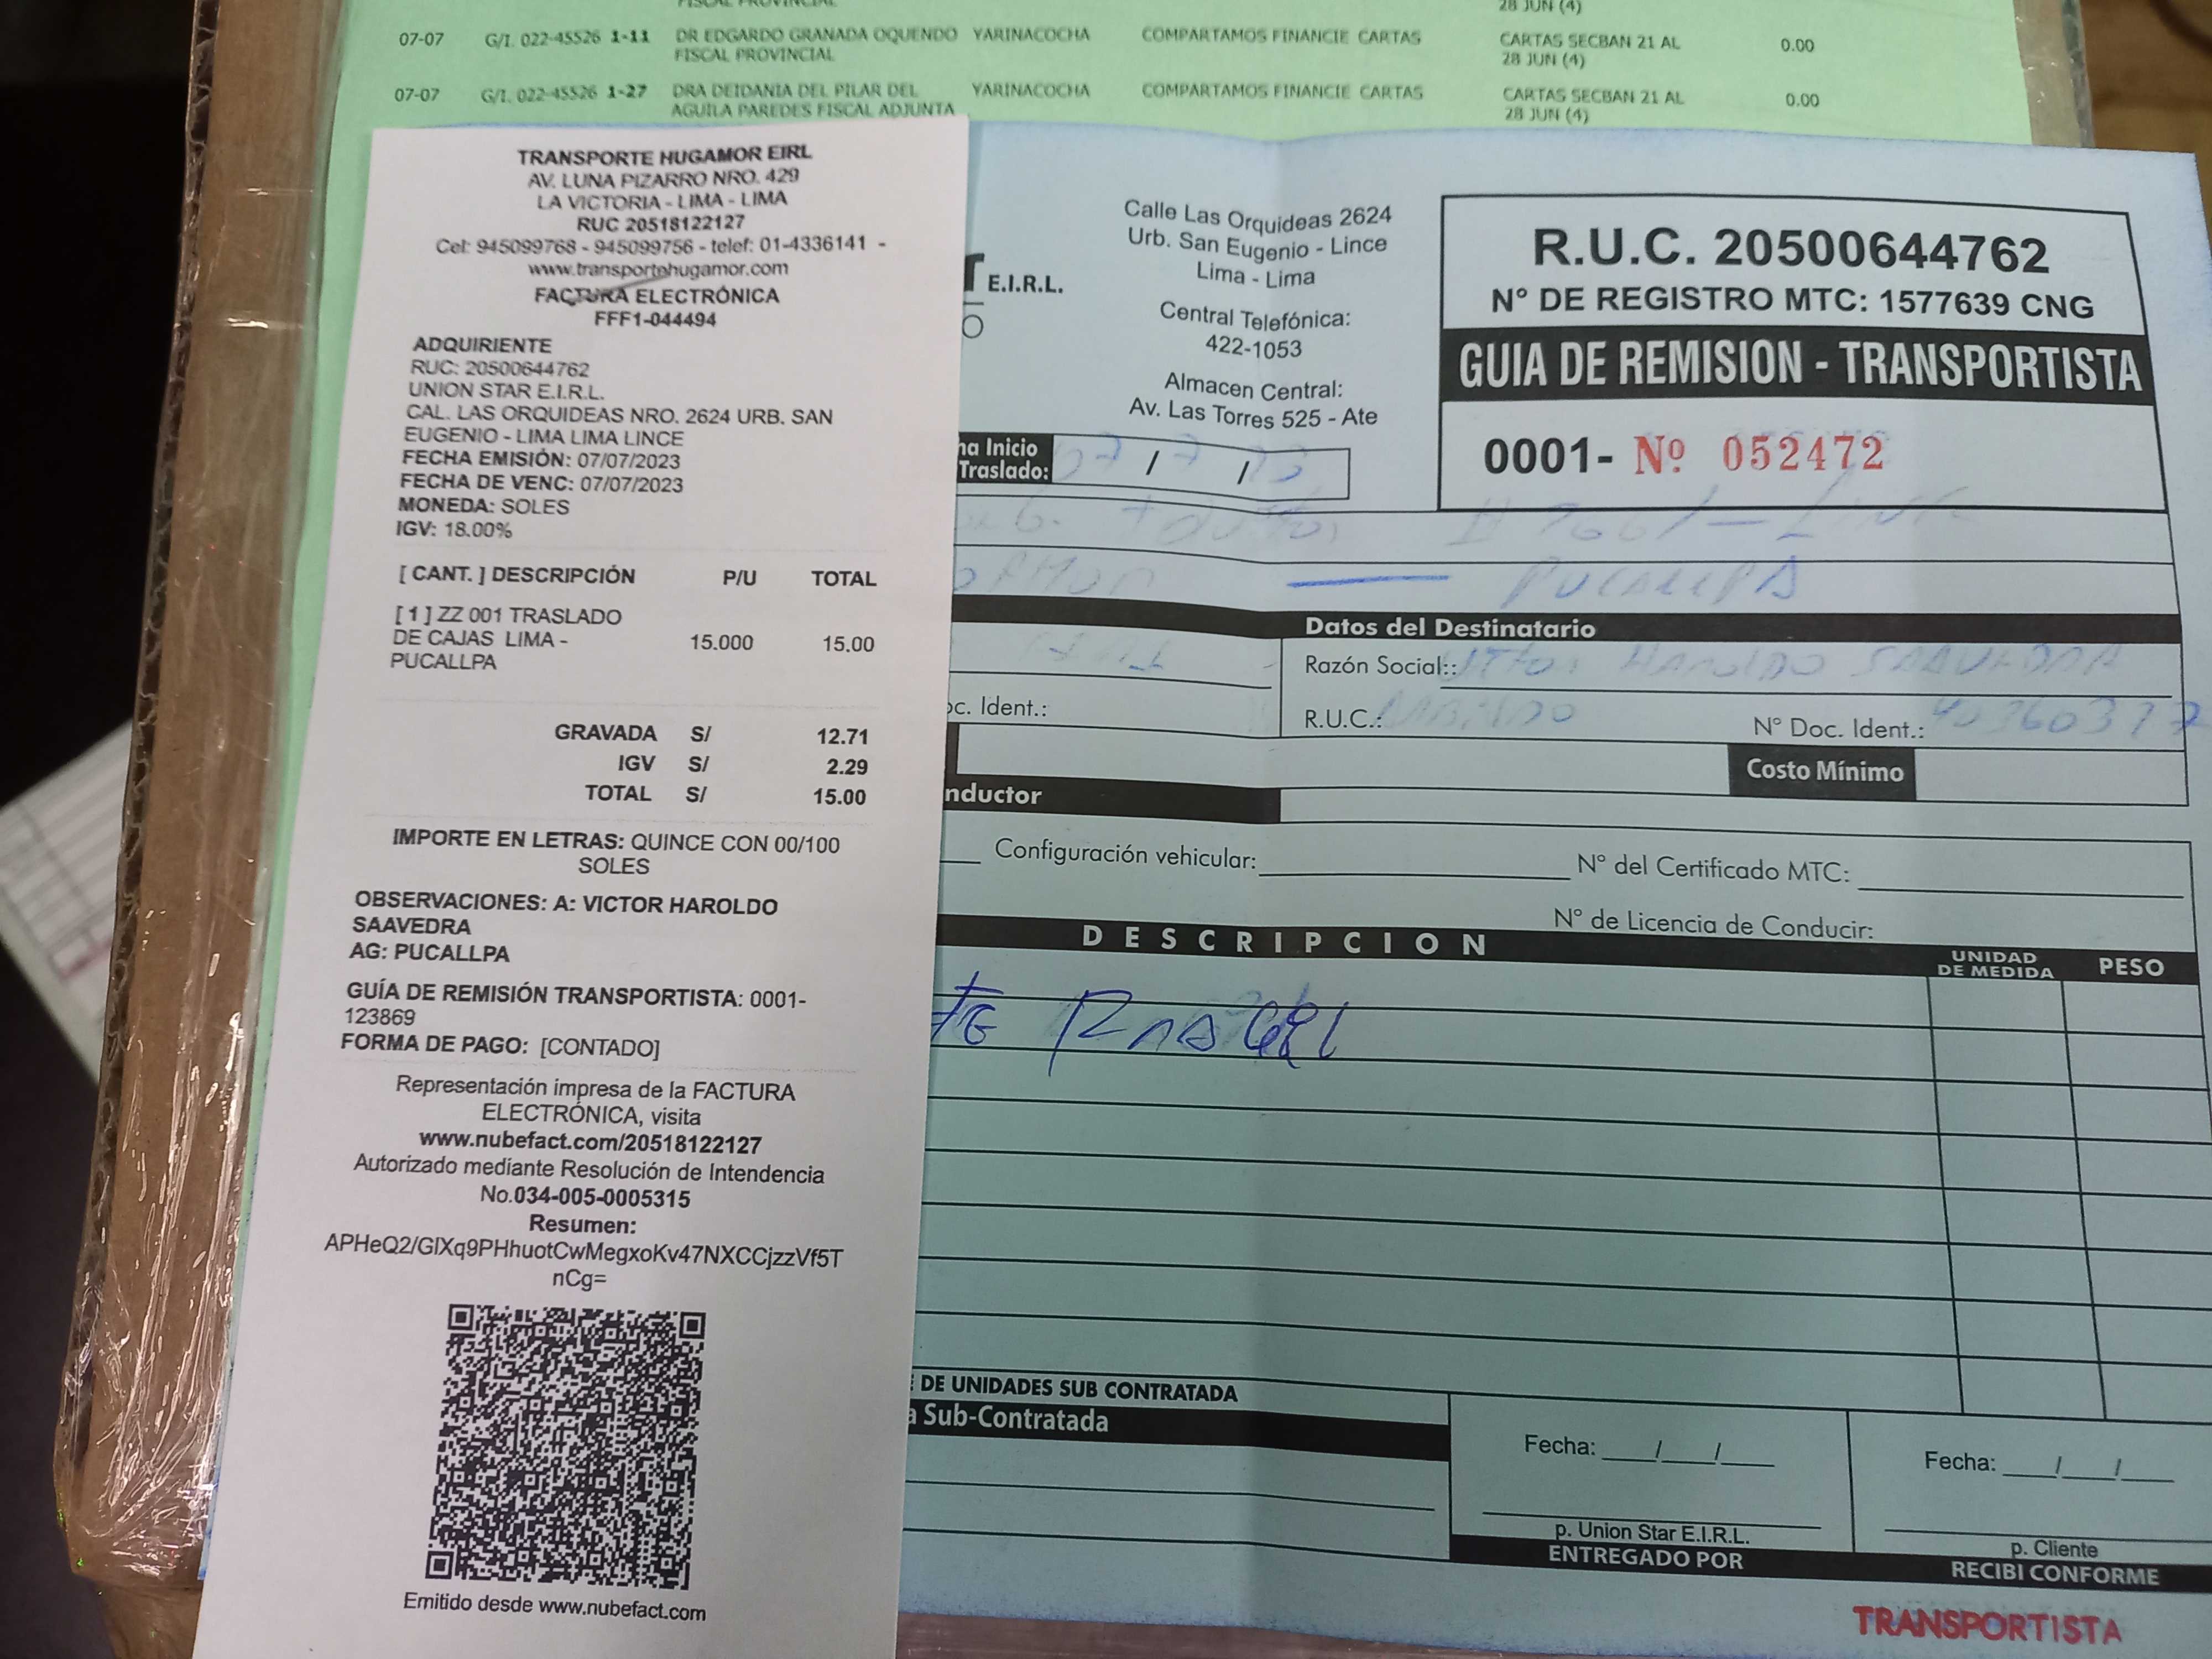 FISCAL PROVINCIAL
28 JUN (4)
07-07 G/I. 022-45526 1-11 DR EDGARDO GRANADA OQUENDO YARINACOCHA COMPARTAMOS FINANCIE CARTAS CARTAS SECBAN 21 AL 0.00
FISCAL PROVINCIAL 28 JUN (4)
07-07 G/I. 022-45526 1-27 DRA DEIDANIA DEL PILAR DEL YARINACOCHA COMPARTAMOS FINANCIE CARTAS CARTAS SECBAN 21 AL 0.00
AGUILA PAREDES FISCAL ADJUNTA 28 JUN (4)
TRANSPORTE HUGAMOR EIRL
AV. LUNA PIZARRO NRO. 429
LA VICTORIA - LIMA - LIMA
RUC 20518122127
Cel: 945099768 - 945099756 - telef: 01-4336141 -
www.transportehugamor.com
FACTURA ELECTRÓNICA
FFF1-044494
ADQUIRIENTE
RUC: 20500644762
UNION STAR E.I.R.L.
CAL. LAS ORQUIDEAS NRO. 2624 URB. SAN
EUGENIO - LIMA LIMA LINCE
FECHA EMISIÓN: 07/07/2023
FECHA DE VENC: 07/07/2023
MONEDA: SOLES
IGV: 18.00%
[ CANT. ] DESCRIPCIÓN P/U TOTAL
[ 1 ] ZZ 001 TRASLADO
DE CAJAS LIMA - 15.000 15.00
PUCALLPA
GRAVADA S/ 12.71
IGV S/ 2.29
TOTAL S/ 15.00
IMPORTE EN LETRAS: QUINCE CON 00/100
SOLES
OBSERVACIONES: A: VICTOR HAROLDO
SAAVEDRA
AG: PUCALLPA
GUÍA DE REMISIÓN TRANSPORTISTA: 0001-
123869
FORMA DE PAGO: [CONTADO]
Representación impresa de la FACTURA
ELECTRÓNICA, visita
www.nubefact.com/20518122127
Autorizado mediante Resolución de Intendencia
No.034-005-0005315
Resumen:
APHeQ2/GlXq9PHhuotCwMegxoKv47NXCCjzzVf5T
nCg=
Emitido desde www.nubefact.com
E.I.R.L.
Calle Las Orquideas 2624
Urb. San Eugenio - Lince
Lima - Lima
Central Telefónica:
422-1053
Almacen Central:
Av. Las Torres 525 - Ate
R.U.C. 20500644762
N° DE REGISTRO MTC: 1577639 CNG
GUIA DE REMISION - TRANSPORTISTA
0001- Nº 052472
Inicio
Traslado: 07 / 7 /
PUCALLPA
Datos del Destinatario
Razón Social:: HAROLDO SAAVEDRA
Ident.:
R.U.C.: N° Doc. Ident.:
Costo Mínimo
Configuración vehicular: N° del Certificado MTC:
N° de Licencia de Conducir:
DESCRIPCION UNIDAD DE MEDIDA PESO
DE UNIDADES SUB CONTRATADA
Sub-Contratada
Fecha: / / Fecha: / /
p. Union Star E.I.R.L. p. Cliente
ENTREGADO POR RECIBI CONFORME
TRANSPORTISTA